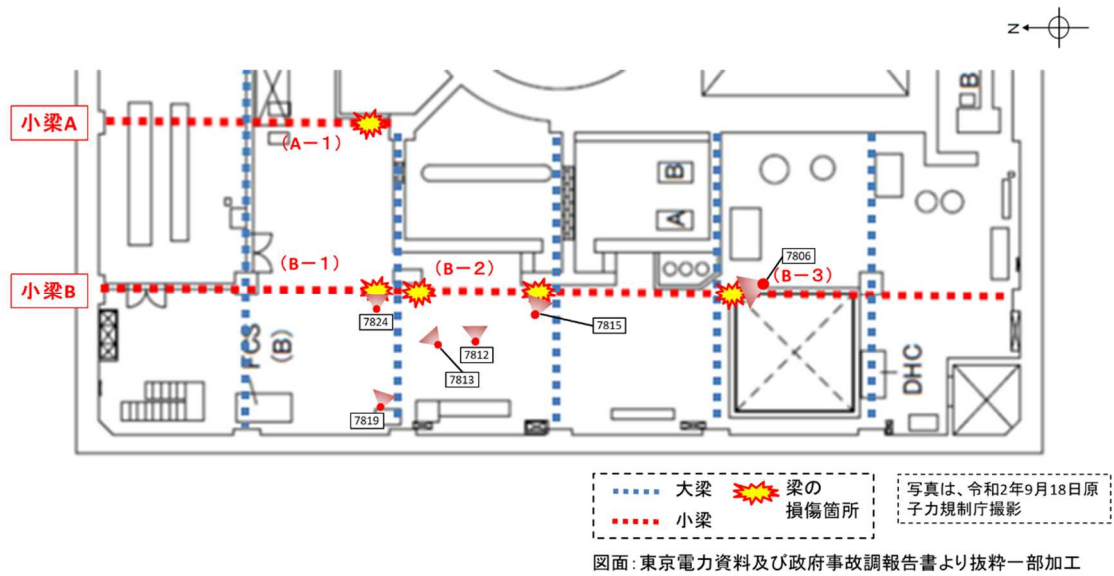 N
小梁A
(A-1)
B
B
A
7806
(B-1)
(B-2)
(B-3)
小梁B
7824
7815
7812
7813
FCS
(B)
DHC
7819
大梁
梁の
損傷箇所
小梁
写真は、令和2年9月18日原
子力規制庁撮影
図面:東京電力資料及び政府事故調報告書より抜粋一部加工